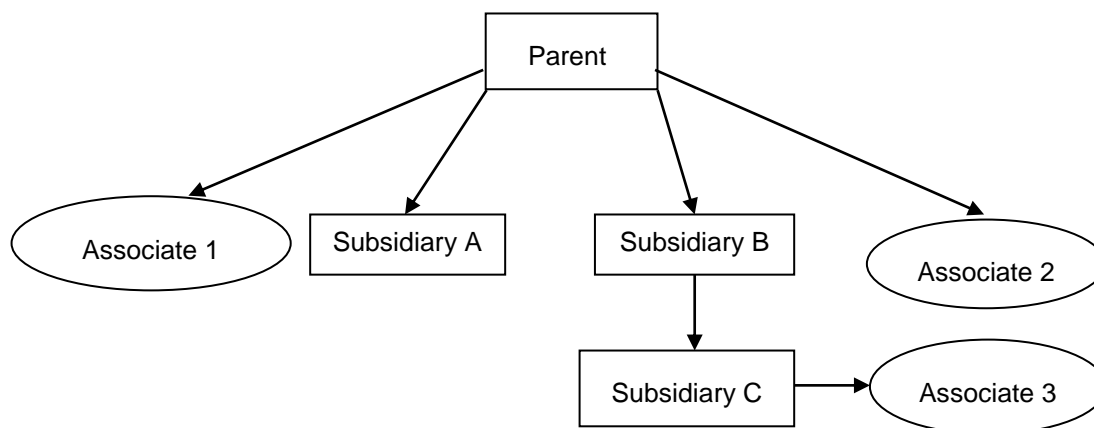 Parent
Associate 1
Subsidiary A
Subsidiary B
Associate 2
Subsidiary C
Associate 3